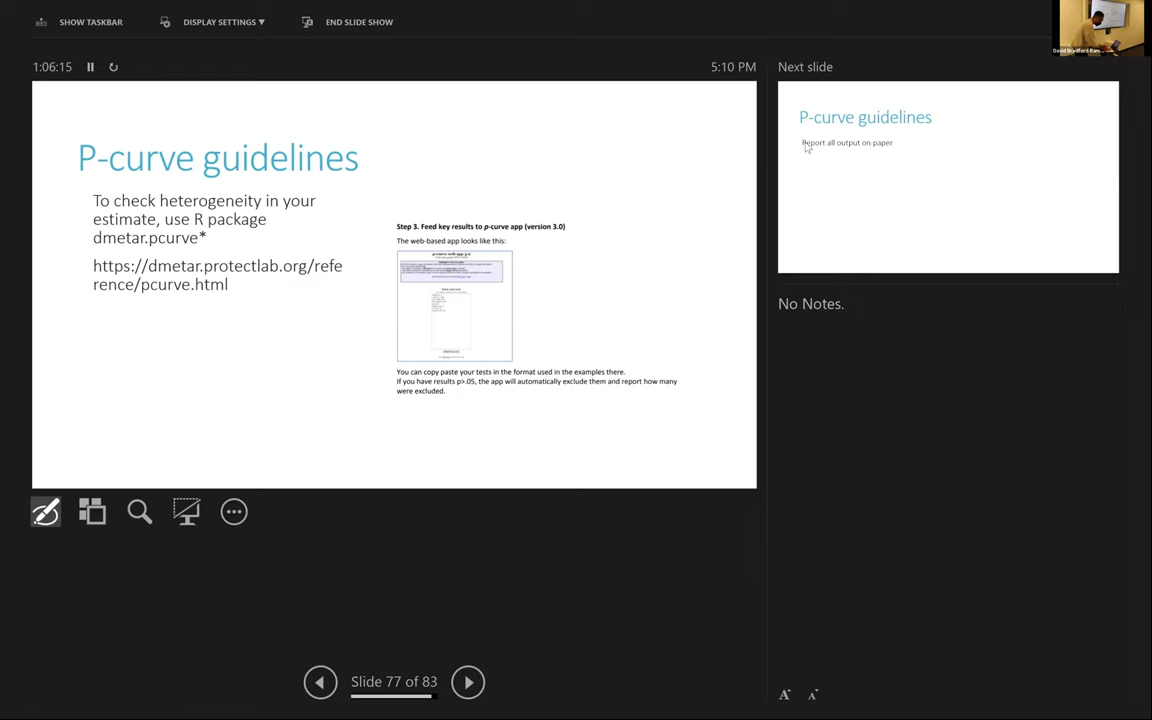 SHOW TASKBAR
DISPLAY SETTINGS ▼
END SLIDE SHOW
David Bradford Ram...
1:06:15
5:10 PM
P-curve guidelines
To check heterogeneity in your
estimate, use R package
dmetar.pcurve*
https://dmetar.protectlab.org/refe
rence/pcurve.html
Step 3. Feed key results to p-curve app (version 3.0)
The web-based app looks like this:
You can copy paste your tests in the format used in the examples there.
If you have results p>.05, the app will automatically exclude them and report how many
were excluded.
Next slide
P-curve guidelines
Report all output on paper
No Notes.
Slide 77 of 83
A A